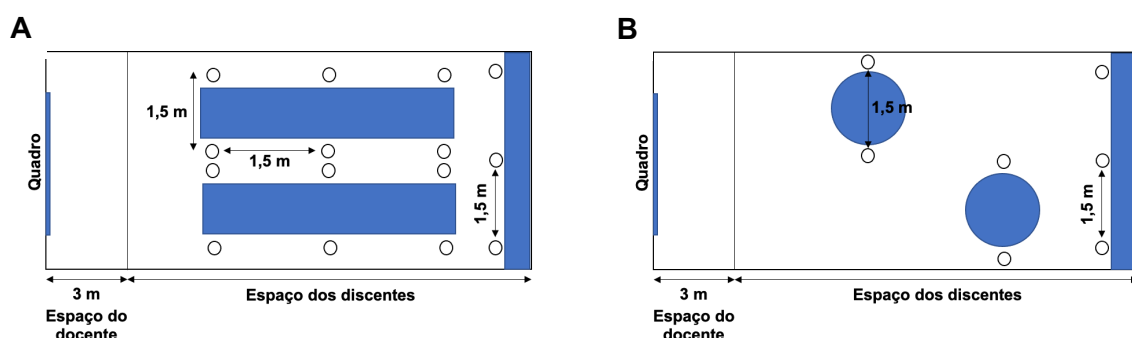 A
Quadro
1,5 m
1,5 m
1,5 m
3 m
Espaço do
docente
Espaço dos discentes
B
Quadro
1,5 m
1,5 m
3 m
Espaço do
docente
Espaço dos discentes